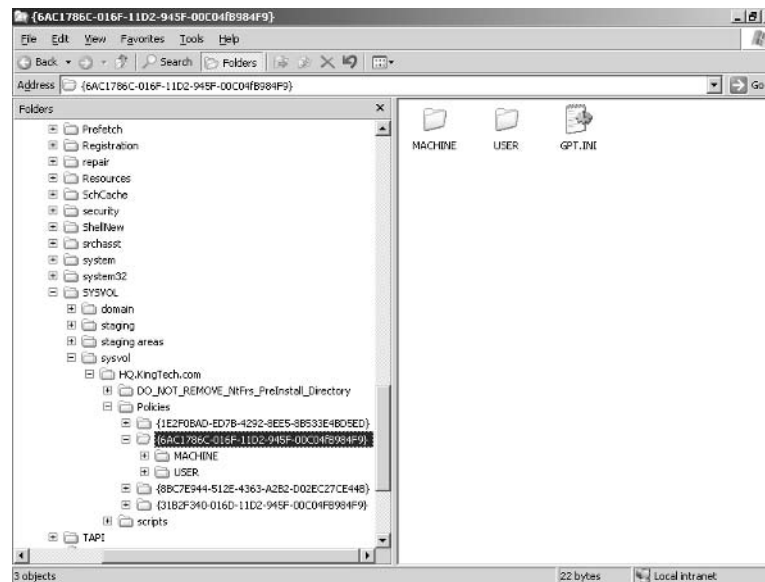 {6AC1786C-016F-11D2-945F-00C04fB984F9}
File Edit View Favorites Tools Help
Back Search Folders
Address {6AC1786C-016F-11D2-945F-00C04fB984F9} Go
Folders
Prefetch
Registration
repair
Resources
SchCache
security
ShellNew
srchasst
system
system32
SYSVOL
domain
staging
staging areas
sysvol
HQ.KingTech.com
DO_NOT_REMOVE_NtFrs_PreInstall_Directory
Policies
{1E2F0BAD-ED7B-4292-8EE5-8B533E4BD5ED}
{6AC1786C-016F-11D2-945F-00C04fB984F9}
MACHINE
USER
{8BC7E944-512E-4363-A2B2-D02EC27CE44B}
{31B2F340-016D-11D2-945F-00C04FB984F9}
scripts
TAPI
MACHINE USER GPT.INI
3 objects 22 bytes Local intranet